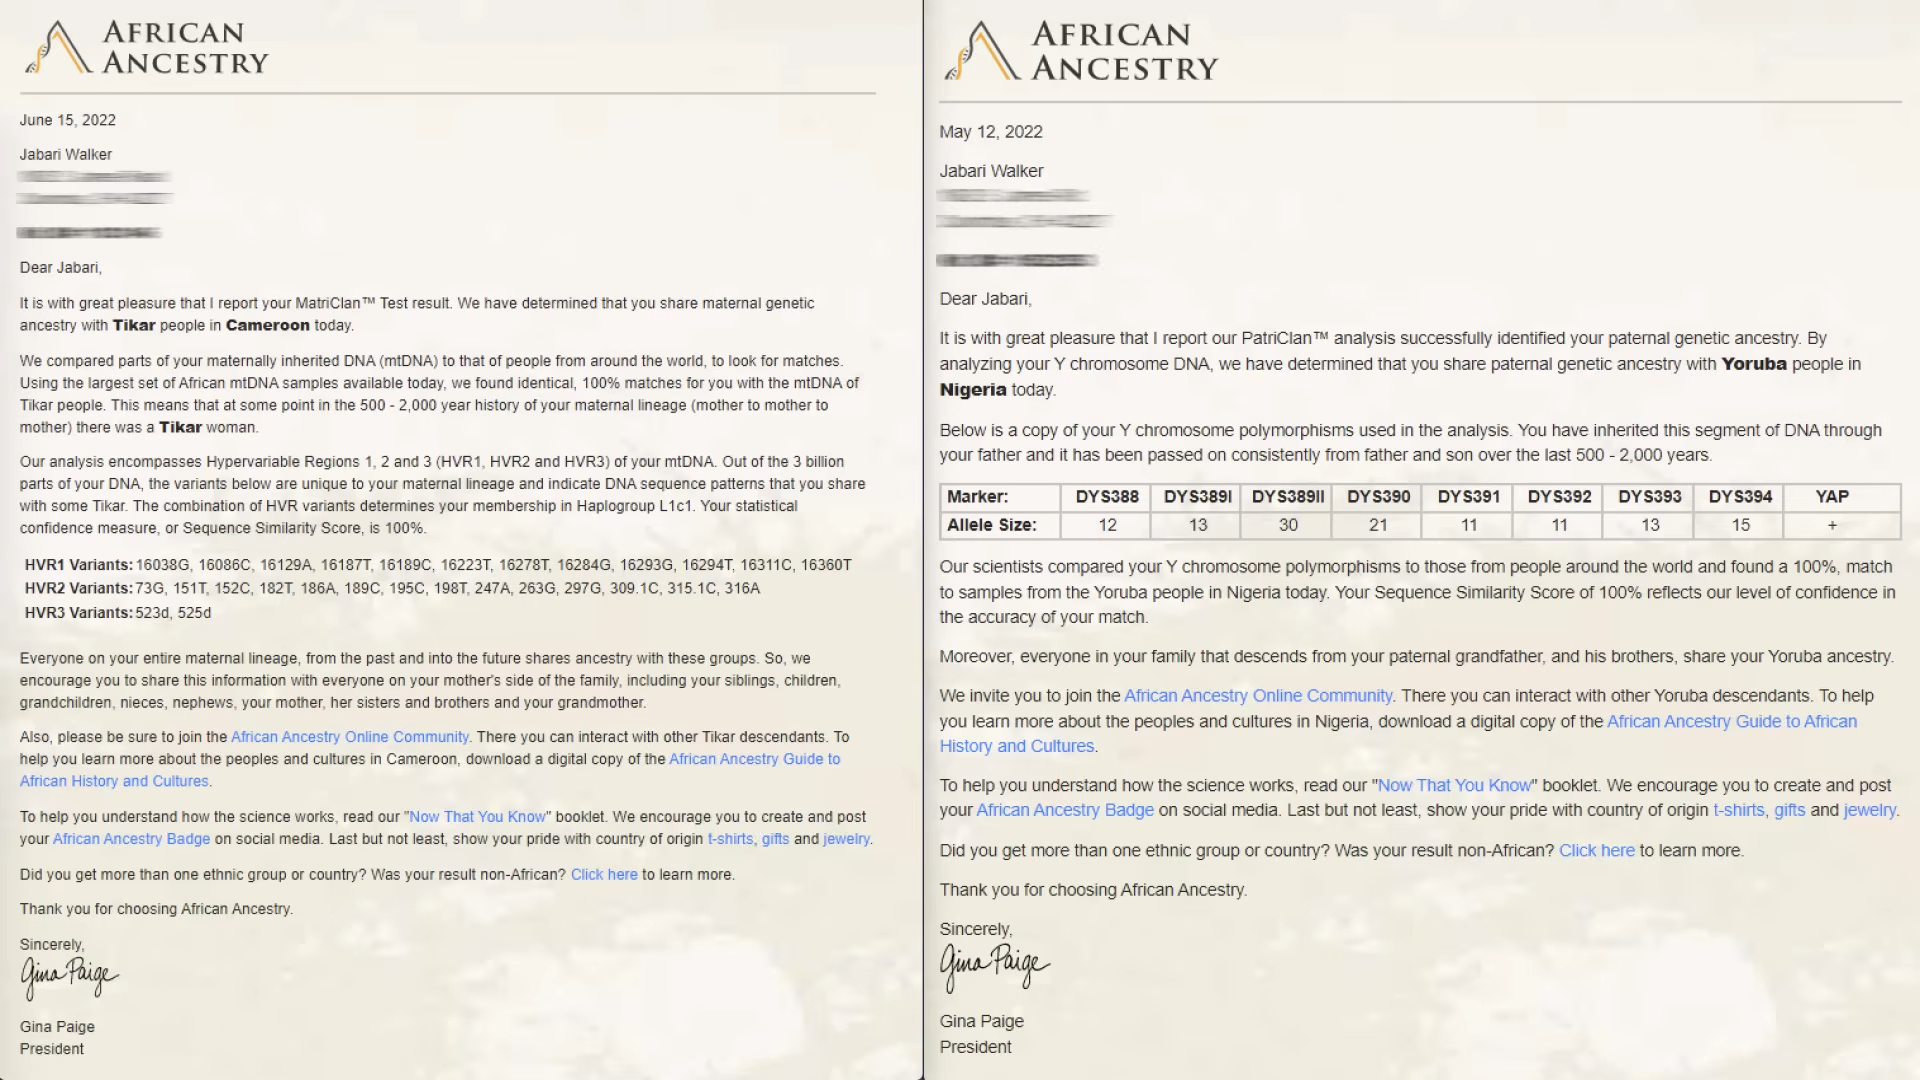 AFRICAN
ANCESTRY
June 15, 2022
Jabari Walker
Dear Jabari,
It is with great pleasure that I report your MatriClan™ Test result. We have determined that you share maternal genetic
ancestry with Tikar people in Cameroon today.
We compared parts of your maternally inherited DNA (mtDNA) to that of people from around the world, to look for matches.
Using the largest set of African mtDNA samples available today, we found identical, 100% matches for you with the mtDNA of
Tikar people. This means that at some point in the 500 - 2,000 year history of your maternal lineage (mother to mother to
mother) there was a Tikar woman.
Our analysis encompasses Hypervariable Regions 1, 2 and 3 (HVR1, HVR2 and HVR3) of your mtDNA. Out of the 3 billion
parts of your DNA, the variations below are unique to your maternal lineage and indicate DNA sequence patterns that you share
with some Tikar. The combination of HVR variants determines your membership in Haplogroup L1c1. Your statistical
confidence measure, or Sequence Similarity Score, is 100%.
HVR1 Variants: 16038G, 16086C, 16129A, 16187T, 16189C, 16223T, 16278T, 16284G, 16293G, 16294T, 16311C, 16360T
HVR2 Variants: 73G, 151T, 152C, 182T, 186A, 189C, 195C, 198T, 247A, 263G, 297G, 309.1C, 315.1C, 316A
HVR3 Variants: 523d, 525d
Everyone on your entire maternal lineage, from the past and into the future shares ancestry with these groups. So, we
encourage you to share this information with everyone on your mother's side of the family, including your siblings, children,
grandchildren, nieces, nephews, your mother, her sisters and brothers and your grandmother.
Also, please be sure to join the African Ancestry Online Community. There you can interact with other Tikar descendants. To
help you learn more about the peoples and cultures in Cameroon, download a digital copy of the African Ancestry Guide to
African History and Cultures.
To help you understand how the science works, read our "Now That You Know" booklet. We encourage you to create and post
your African Ancestry Badge on social media. Last but not least, show your pride with country of origin t-shirts, gifts and jewelry.
Did you get more than one ethnic group or country? Was your result non-African? Click here to learn more.
Thank you for choosing African Ancestry.
Sincerely,
Gina Paige
Gina Paige
President
AFRICAN
ANCESTRY
May 12, 2022
Jabari Walker
Dear Jabari,
It is with great pleasure that I report our PatriClan™ analysis successfully identified your paternal genetic ancestry. By
analyzing your Y chromosome DNA, we have determined that you share paternal genetic ancestry with Yoruba people in
Nigeria today.
Below is a copy of your Y chromosome polymorphisms used in the analysis. You have inherited this segment of DNA through
your father and it has been passed on consistently from father and son over the last 500 - 2,000 years.
Marker: DYS388 DYS389I DYS389II DYS390 DYS391 DYS392 DYS393 DYS394 YAP
Allele Size: 12 13 30 21 11 11 13 15 +
Our scientists compared your Y chromosome polymorphisms to those from people around the world and found a 100%, match
to samples from the Yoruba people in Nigeria today. Your Sequence Similarity Score of 100% reflects our level of confidence in
the accuracy of your match.
Moreover, everyone in your family that descends from your paternal grandfather, and his brothers, share your Yoruba ancestry.
We invite you to join the African Ancestry Online Community. There you can interact with other Yoruba descendants. To help
you learn more about the peoples and cultures in Nigeria, download a digital copy of the African Ancestry Guide to African
History and Cultures.
To help you understand how the science works, read our "Now That You Know" booklet. We encourage you to create and post
your African Ancestry Badge on social media. Last but not least, show your pride with country of origin t-shirts, gifts and jewelry.
Did you get more than one ethnic group or country? Was your result non-African? Click here to learn more.
Thank you for choosing African Ancestry.
Sincerely,
Gina Paige
Gina Paige
President